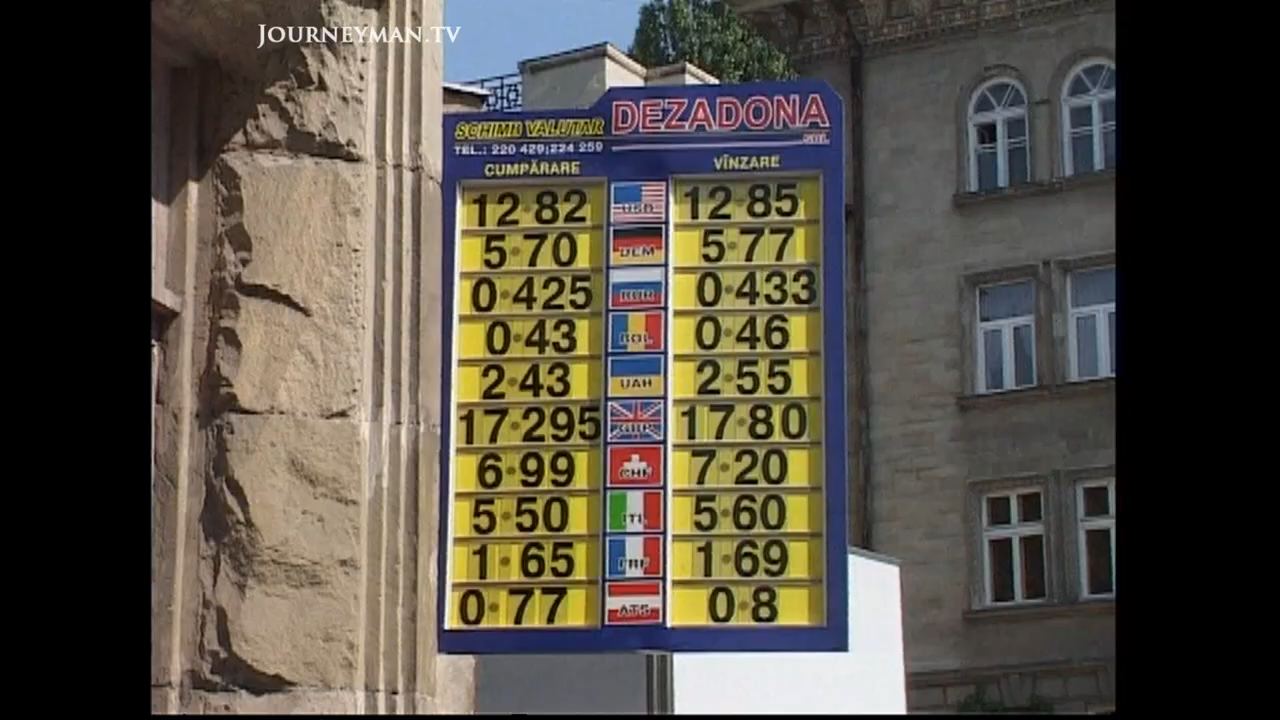 JOURNEYMAN.TV
SCHIMB VALUTAR DEZADONA
TEL.: 220 429;224 259 SRL
CUMPĂRARE VÎNZARE
12·82 USD 12·85
5·70 DEM 5·77
0·425 RUR 0·433
0·43 ROL 0·46
2·43 UAH 2·55
17·295 GBP 17·80
6·99 CHF 7·20
5·50 ITL 5·60
1·65 FRF 1·69
0·77 ATS 0·8